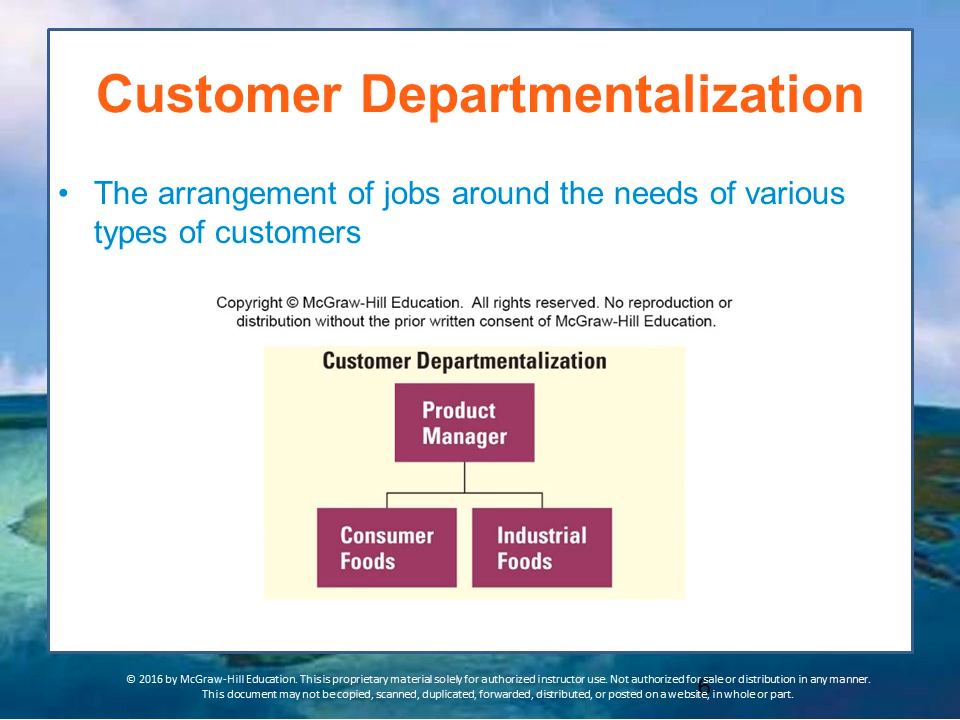 Customer Departmentalization
• The arrangement of jobs around the needs of various
types of customers
Copyright © McGraw-Hill Education. All rights reserved. No reproduction or
distribution without the prior written consent of McGraw-Hill Education.
Customer Departmentalization
Product
Manager
Consumer
Foods
Industrial
Foods
© 2016 by McGraw-Hill Education. This is proprietary material solely for authorized instructor use. Not authorized for sale or distribution in any manner.
This document may not be copied, scanned, duplicated, forwarded, distributed, or posted on a website, in whole or part.
6